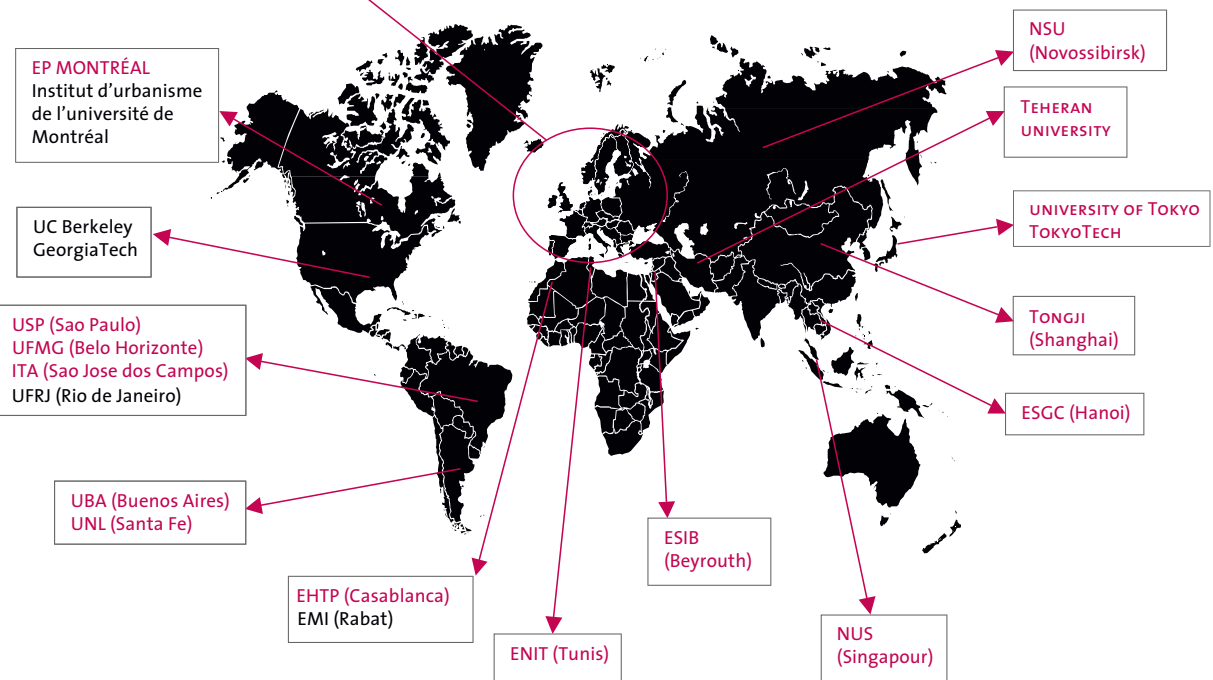 EP MONTRÉAL
Institut d’urbanisme
de l’université de
Montréal
UC Berkeley
GeorgiaTech
USP (Sao Paulo)
UFMG (Belo Horizonte)
ITA (Sao Jose dos Campos)
UFRJ (Rio de Janeiro)
UBA (Buenos Aires)
UNL (Santa Fe)
EHTP (Casablanca)
EMI (Rabat)
ENIT (Tunis)
ESIB
(Beyrouth)
NUS
(Singapour)
NSU
(Novossibirsk)
TEHERAN
UNIVERSITY
UNIVERSITY OF TOKYO
TOKYOTECH
TONGJI
(Shanghai)
ESGC (Hanoi)